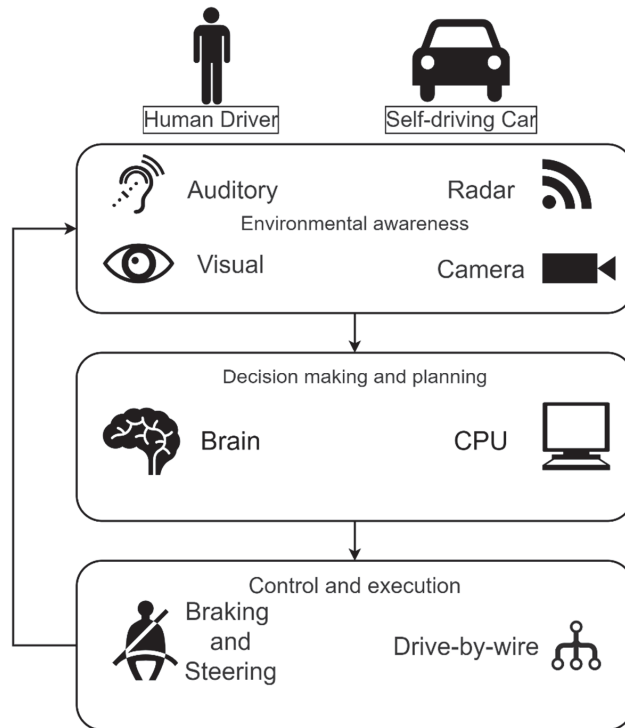 Human Driver
Self-driving Car
Auditory
Radar
Environmental awareness
Visual
Camera
Decision making and planning
Brain
CPU
Control and execution
Braking
and
Steering
Drive-by-wire